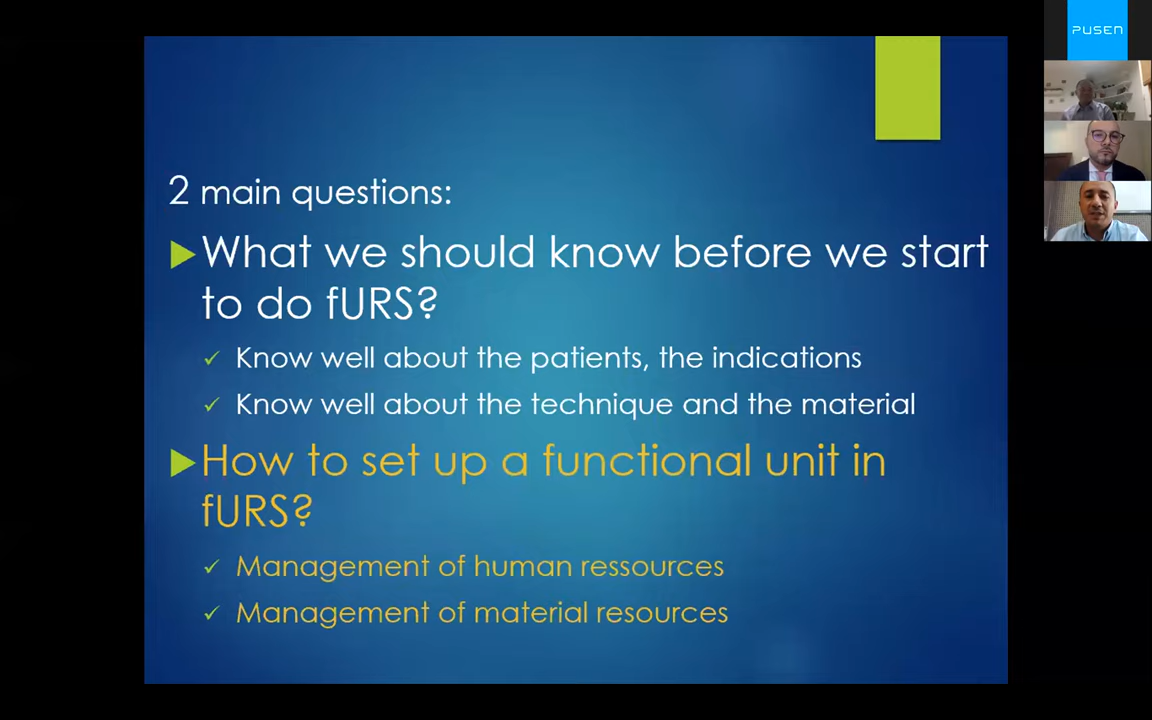 PUSEN
2 main questions:
What we should know before we start
to do fURS?
Know well about the patients, the indications
Know well about the technique and the material
How to set up a functional unit in
fURS?
Management of human ressources
Management of material resources